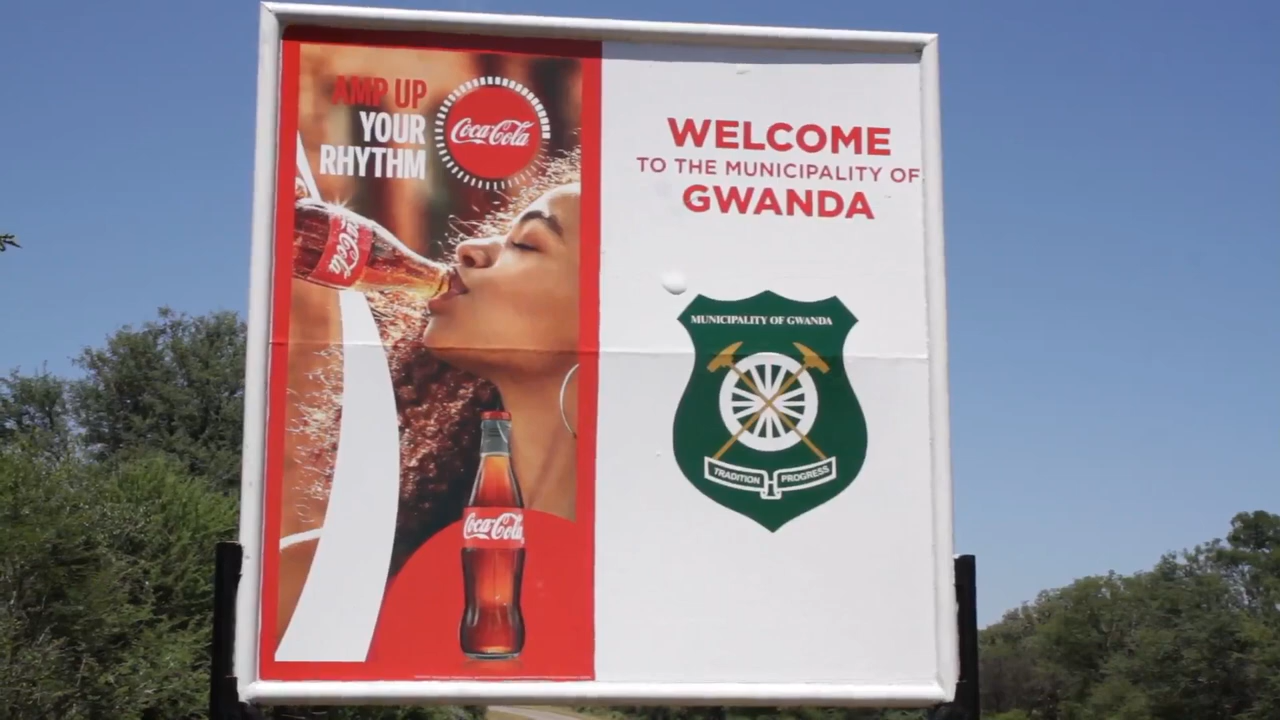 AMP UP
YOUR
RHYTHM
Coca-Cola
Coca-Cola
Coca-Cola
WELCOME
TO THE MUNICIPALITY OF
GWANDA
MUNICIPALITY OF GWANDA
TRADITION PROGRESS